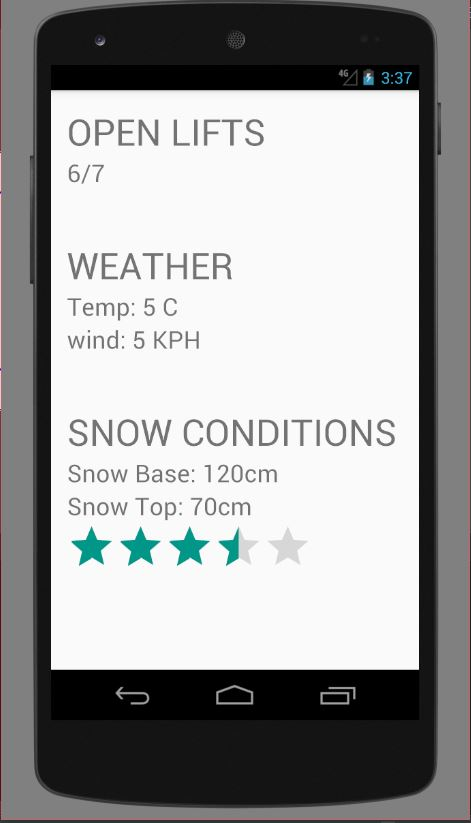 4G 3:37
OPEN LIFTS
6/7
WEATHER
Temp: 5 C
wind: 5 KPH
SNOW CONDITIONS
Snow Base: 120cm
Snow Top: 70cm